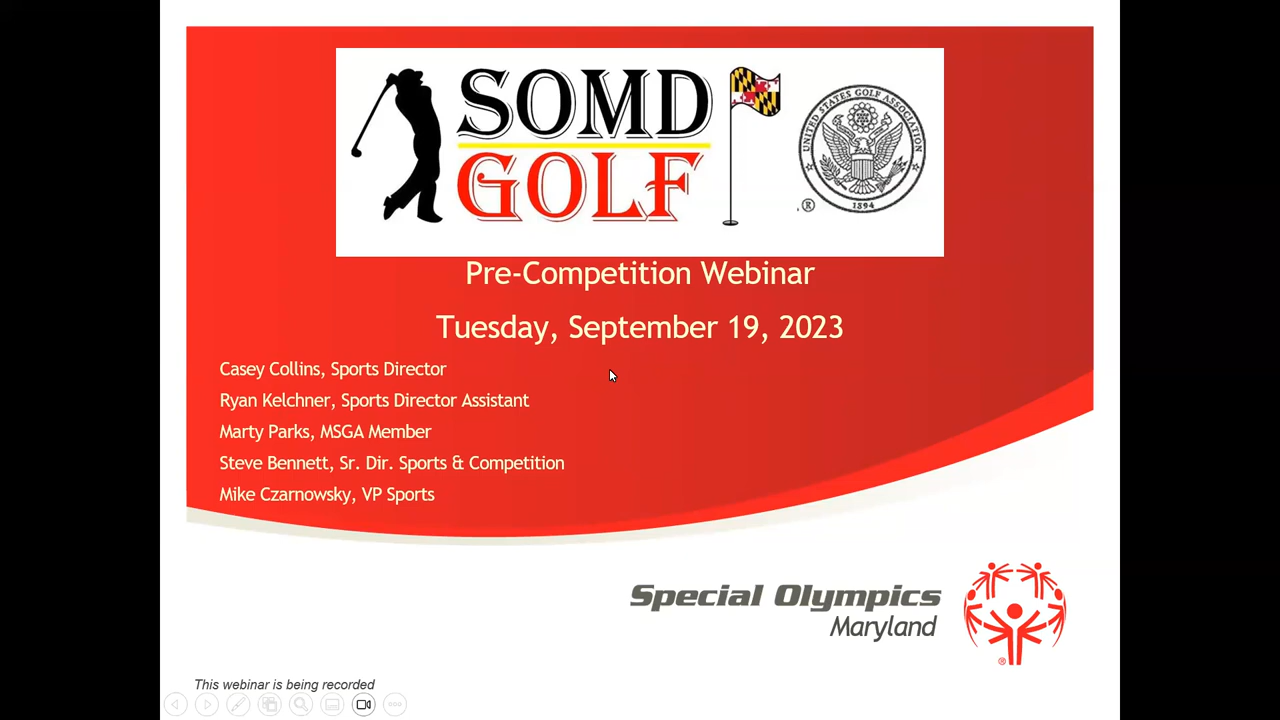 SOMD
GOLF
UNITED STATES GOLF ASSOCIATION
1894
®
Pre-Competition Webinar
Tuesday, September 19, 2023
Casey Collins, Sports Director
Ryan Kelchner, Sports Director Assistant
Marty Parks, MSGA Member
Steve Bennett, Sr. Dir. Sports & Competition
Mike Czarnowsky, VP Sports
Special Olympics
Maryland
®
This webinar is being recorded